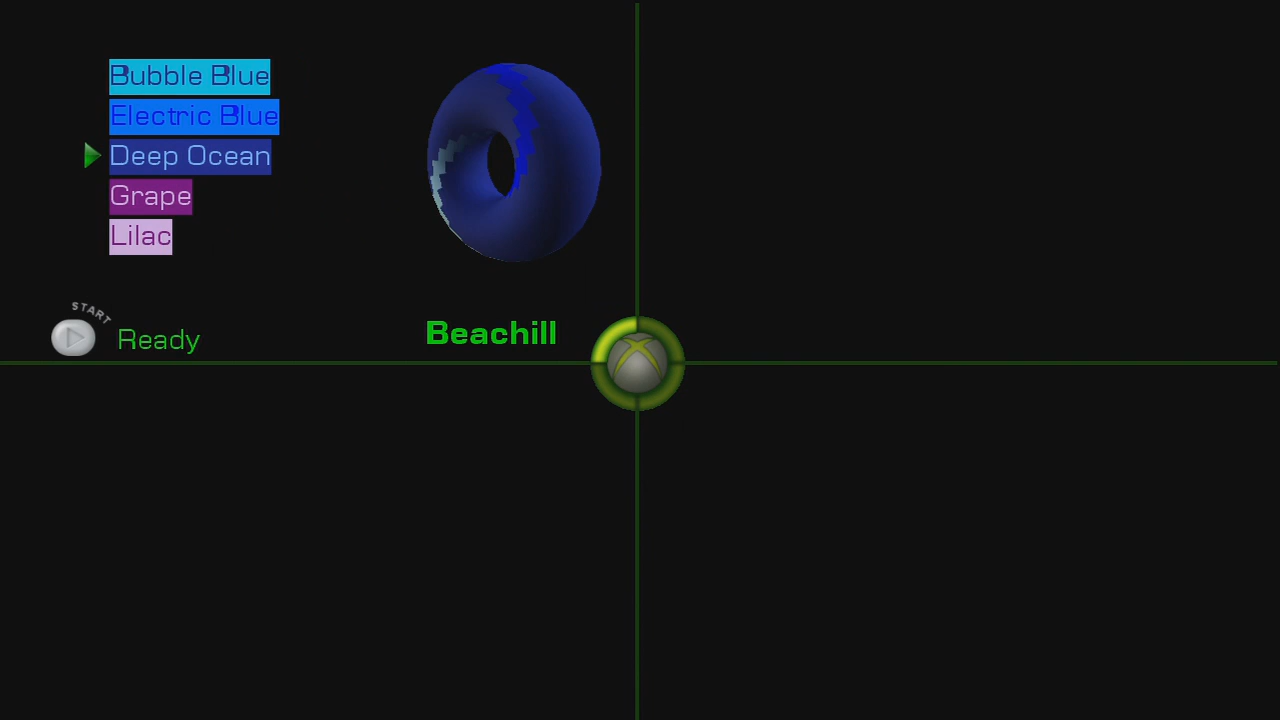 Bubble Blue
Electric Blue
Deep Ocean
Grape
Lilac
START
Ready
Beachill